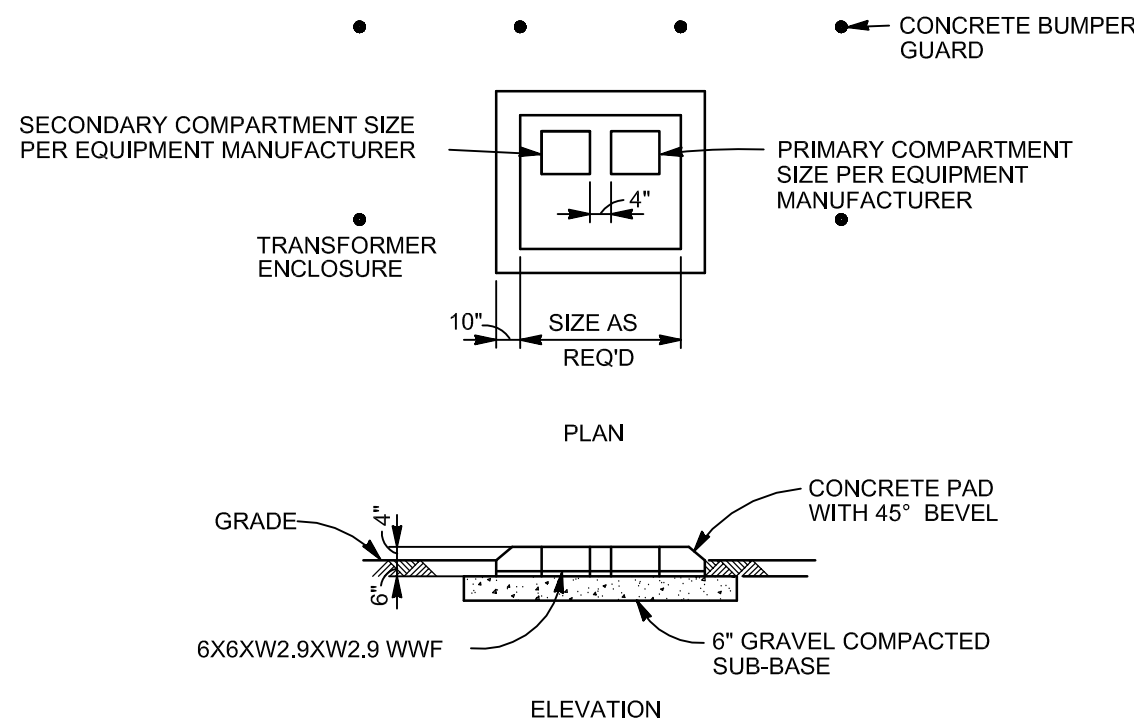 CONCRETE BUMPER
GUARD
SECONDARY COMPARTMENT SIZE
PER EQUIPMENT MANUFACTURER
PRIMARY COMPARTMENT
SIZE PER EQUIPMENT
MANUFACTURER
4"
TRANSFORMER
ENCLOSURE
10"
SIZE AS
REQ'D
PLAN
CONCRETE PAD
WITH 45° BEVEL
GRADE
4"
6"
6X6XW2.9XW2.9 WWF
6" GRAVEL COMPACTED
SUB-BASE
ELEVATION